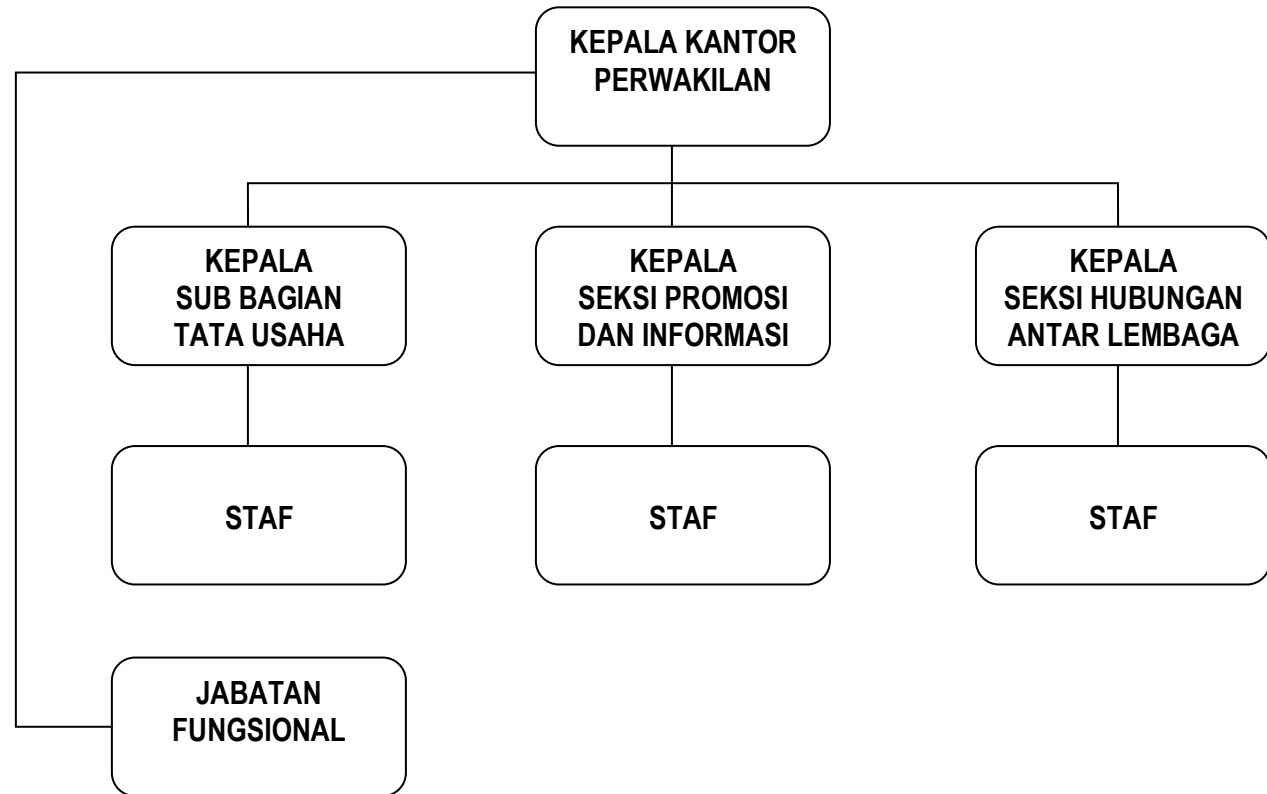 KEPALA KANTOR
PERWAKILAN
KEPALA
SUB BAGIAN
TATA USAHA
KEPALA
SEKSI PROMOSI
DAN INFORMASI
KEPALA
SEKSI HUBUNGAN
ANTAR LEMBAGA
STAF
STAF
STAF
JABATAN
FUNGSIONAL